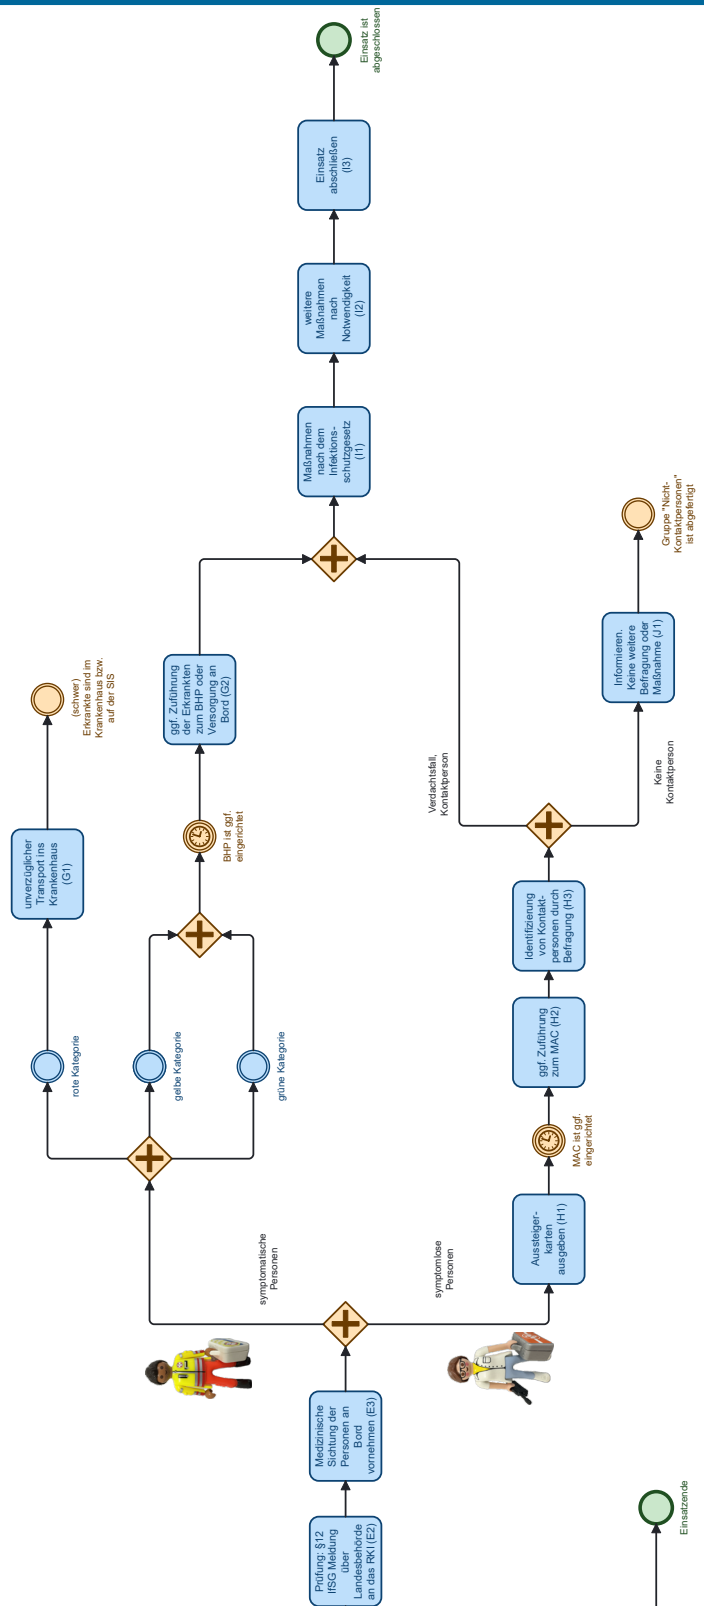 Einsatz ist
abgeschlossen
Einsatz
abschließen
(I3)
weitere
Maßnahmen
nach
Notwendigkeit
(I2)
Maßnahmen
nach dem
Infektions-
schutzgesetz
(I1)
Gruppe "Nicht-
Kontaktpersonen"
ist abgefertigt
Informieren.
Keine weitere
Befragung oder
Maßnahme (J1)
(schwer)
Erkrankte sind im
Krankenhaus bzw.
auf der SIS
ggf. Zuführung
der Erkrankten
zum BHP oder
Versorgung an
Bord (G2)
Verdachtsfall,
Kontaktperson
Keine
Kontaktperson
unverzüglicher
Transport ins
Krankenhaus
(G1)
BHP ist ggf.
eingerichtet
Identifizierung
von Kontakt-
personen durch
Befragung (H3)
rote Kategorie
gelbe Kategorie
grüne Kategorie
ggf. Zuführung
zum MAC (H2)
MAC ist ggf.
eingerichtet
Aussteiger-
karten
ausgeben (H1)
symptomatische
Personen
symptomlose
Personen
Medizinische
Sichtung der
Personen an
Bord
vornehmen (E3)
Prüfung: §12
IfSG Meldung
über
Landesbehörde
an das RKI (E2)
Einsatzende